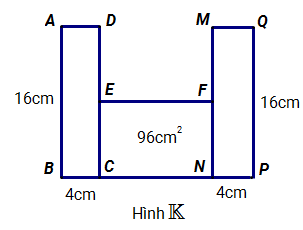 A D M Q
E F
16cm 16cm
96cm²
B C N P
4cm 4cm
Hình 𝕂